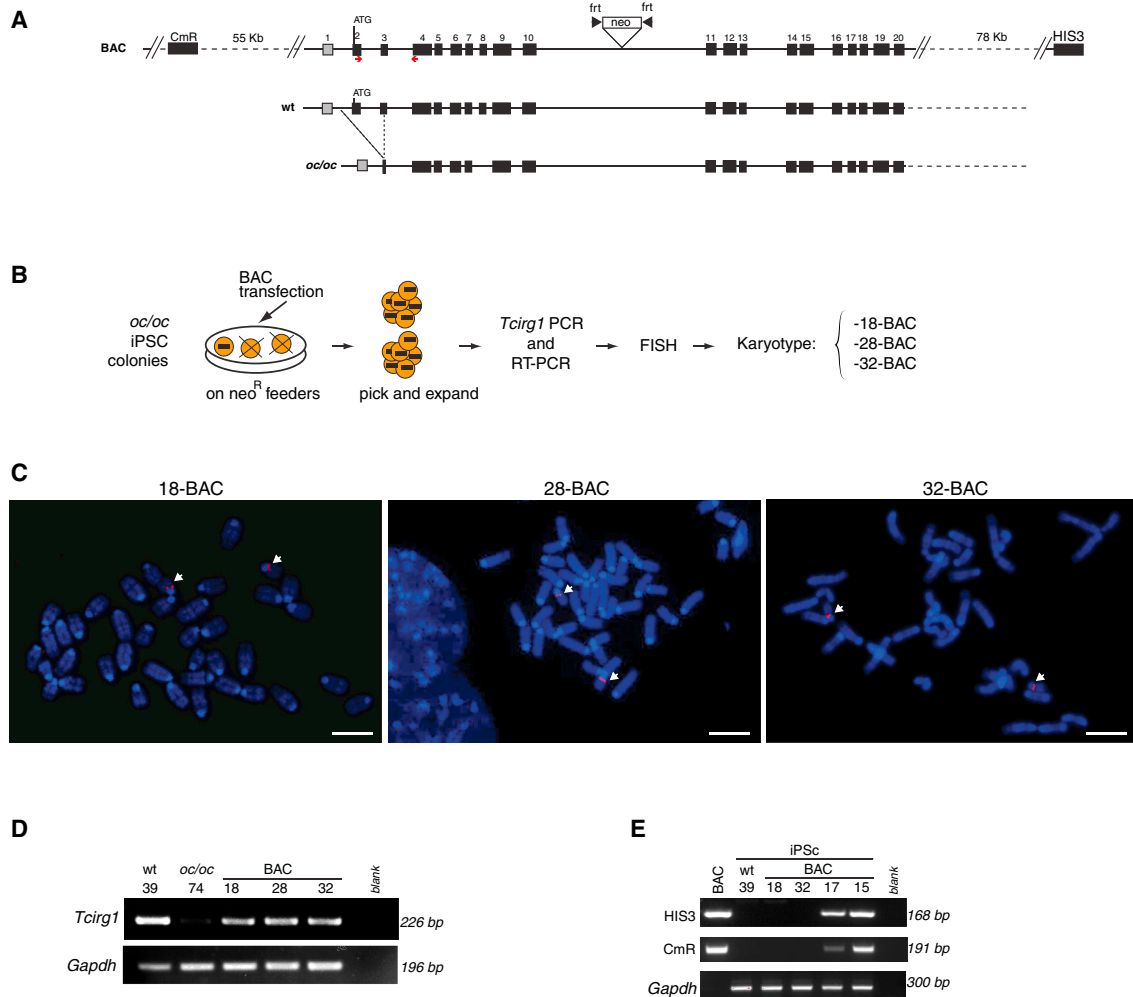 A
frt frt
neo
ATG
CmR 55 Kb 1 2 3 4 5 6 7 8 9 10 11 12 13 14 15 16 17 18 19 20 78 Kb HIS3
BAC
ATG
wt
oc/oc
B
BAC
transfection
oc/oc
iPSC
colonies
on neoR feeders
pick and expand
Tcirg1 PCR
and
RT-PCR
FISH
Karyotype:
-18-BAC
-28-BAC
-32-BAC
C
18-BAC 28-BAC 32-BAC
D
wt oc/oc BAC blank
39 74 18 28 32
Tcirg1 226 bp
Gapdh 196 bp
E
iPSc
BAC wt BAC blank
39 18 32 17 15
HIS3 168 bp
CmR 191 bp
Gapdh 300 bp